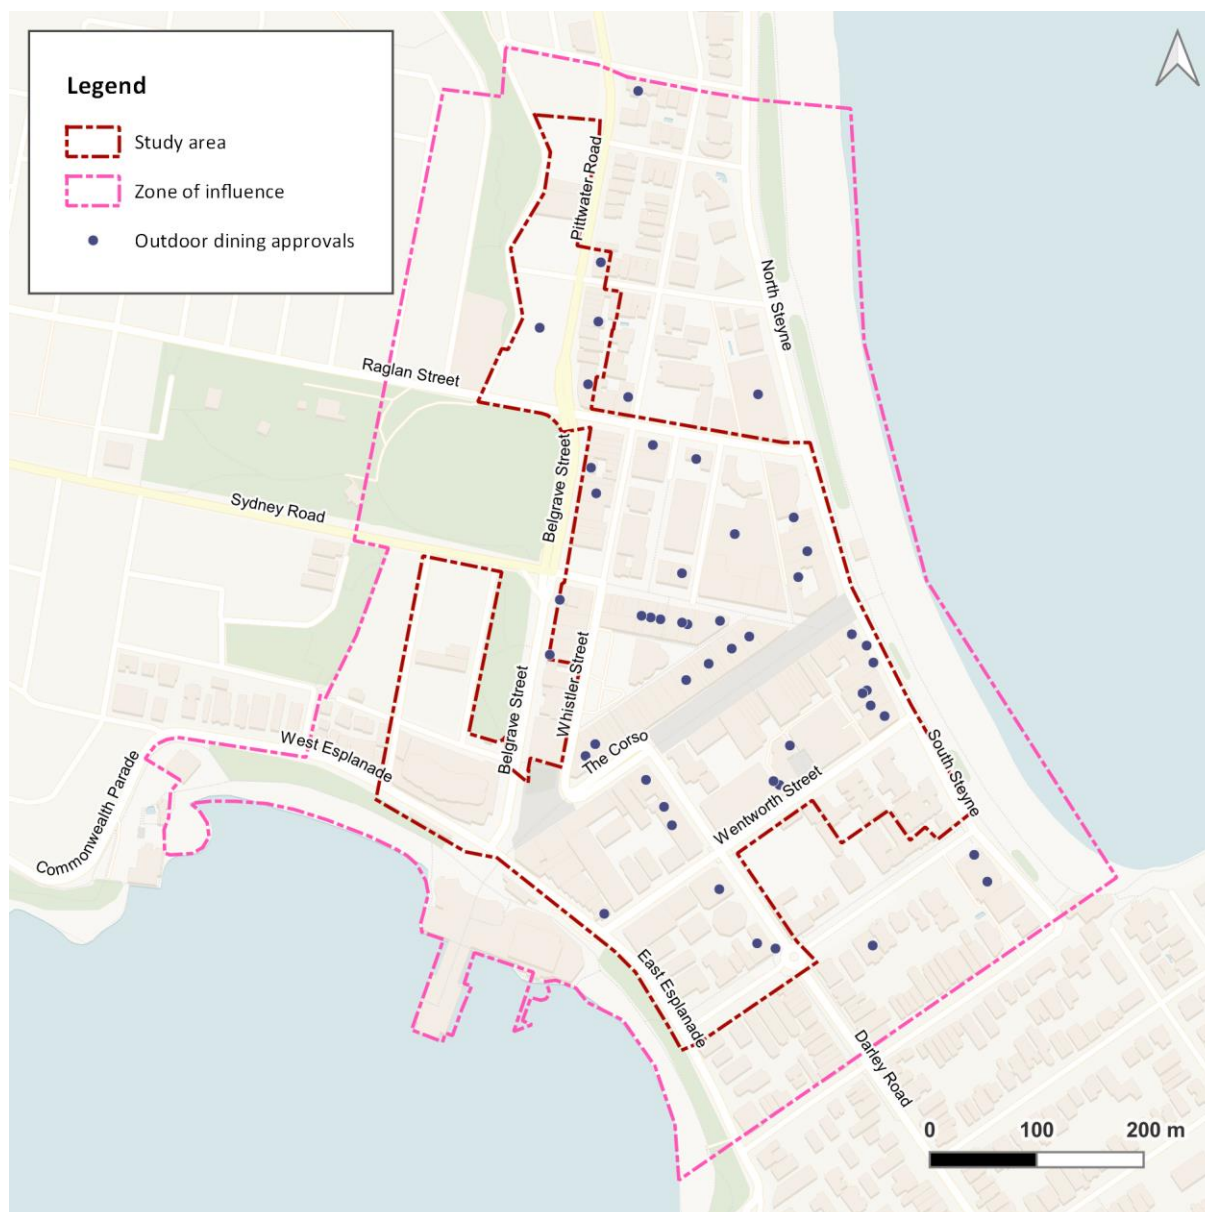 Legend
Study area
Zone of influence
Outdoor dining approvals
Pittwater Road
North Steyne
Raglan Street
Belgrave Street
Sydney Road
Whistler Street
Belgrave Street
The Corso
West Esplanade
South Steyne
Wentworth Street
Commonwealth Parade
East Esplanade
Darley Road
0 100 200 m